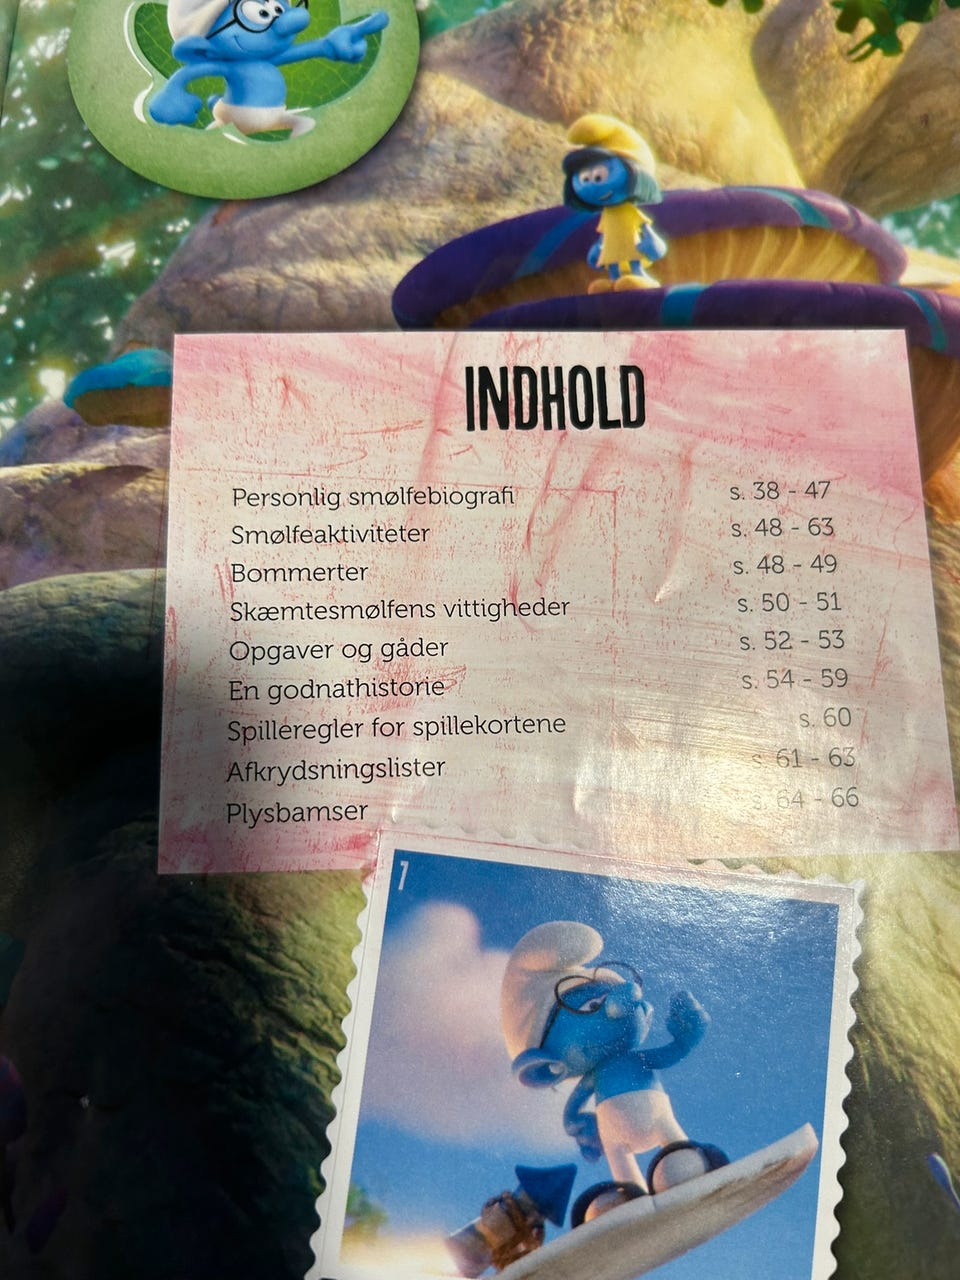 INDHOLD
Personlig smølfebiografi s. 38 - 47
Smølfeaktiviteter s. 48 - 63
Bommerter s. 48 - 49
Skæmtesmølfens vittigheder s. 50 - 51
Opgaver og gåder s. 52 - 53
En godnathistorie s. 54 - 59
Spilleregler for spillekortene s. 60
Afkrydsningslister s. 61 - 63
Plysbamser s. 64 - 66
1